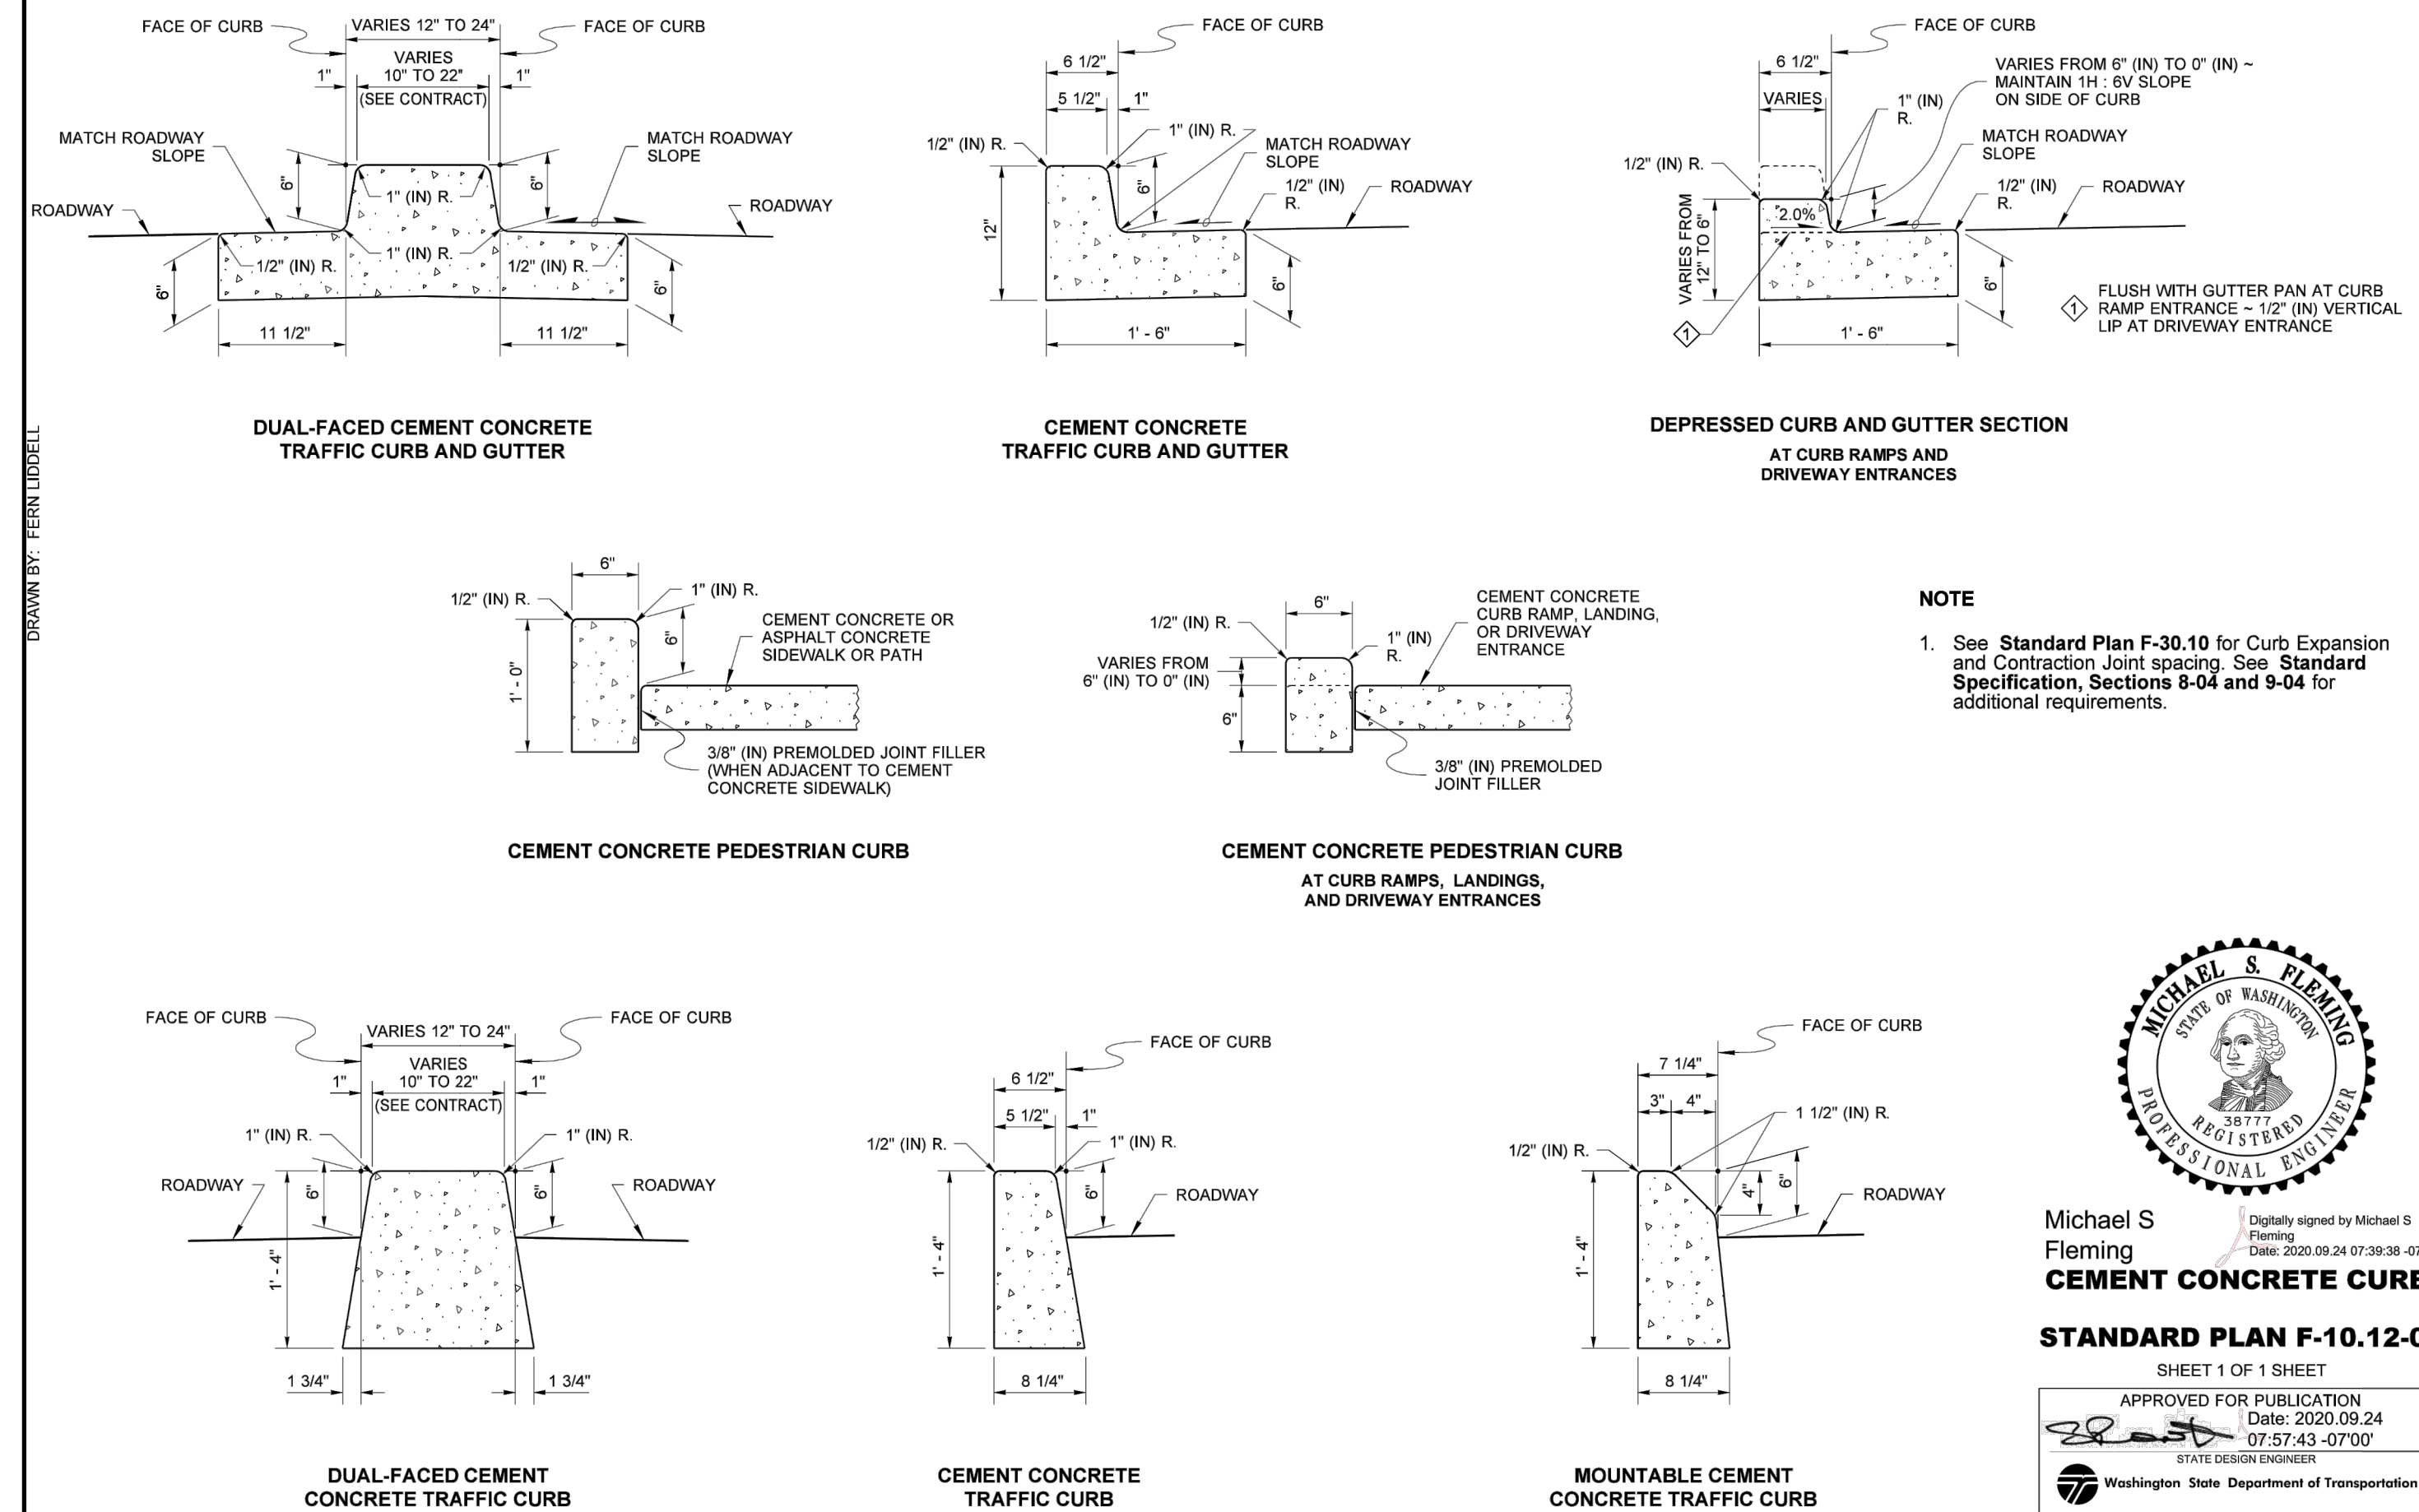 FACE OF CURB
VARIES 12" TO 24"
FACE OF CURB
VARIES
1"
10" TO 22"
1"
(SEE CONTRACT)
MATCH ROADWAY
SLOPE
MATCH ROADWAY
SLOPE
6"
6"
1" (IN) R.
ROADWAY
ROADWAY
1" (IN) R.
1/2" (IN) R.
1/2" (IN) R.
6"
6"
11 1/2"
11 1/2"
DUAL-FACED CEMENT CONCRETE
TRAFFIC CURB AND GUTTER
FACE OF CURB
6 1/2"
5 1/2"
1"
1/2" (IN) R.
1" (IN) R.
MATCH ROADWAY
SLOPE
6"
1/2" (IN)
R.
ROADWAY
12"
6"
1' - 6"
CEMENT CONCRETE
TRAFFIC CURB AND GUTTER
FACE OF CURB
6 1/2"
VARIES FROM 6" (IN) TO 0" (IN) ~
MAINTAIN 1H : 6V SLOPE
ON SIDE OF CURB
VARIES
1" (IN)
R.
MATCH ROADWAY
SLOPE
1/2" (IN) R.
1/2" (IN)
R.
ROADWAY
2.0%
VARIES FROM
12" TO 6"
6"
1
FLUSH WITH GUTTER PAN AT CURB
RAMP ENTRANCE ~ 1/2" (IN) VERTICAL
LIP AT DRIVEWAY ENTRANCE
1
1' - 6"
DEPRESSED CURB AND GUTTER SECTION
AT CURB RAMPS AND
DRIVEWAY ENTRANCES
DRAWN BY: FERN LIDDELL
6"
1/2" (IN) R.
1" (IN) R.
6"
CEMENT CONCRETE OR
ASPHALT CONCRETE
SIDEWALK OR PATH
1' - 0"
3/8" (IN) PREMOLDED JOINT FILLER
(WHEN ADJACENT TO CEMENT
CONCRETE SIDEWALK)
CEMENT CONCRETE PEDESTRIAN CURB
6"
1/2" (IN) R.
1" (IN)
R.
CEMENT CONCRETE
CURB RAMP, LANDING,
OR DRIVEWAY
ENTRANCE
VARIES FROM
6" (IN) TO 0" (IN)
6"
3/8" (IN) PREMOLDED
JOINT FILLER
CEMENT CONCRETE PEDESTRIAN CURB
AT CURB RAMPS, LANDINGS,
AND DRIVEWAY ENTRANCES
NOTE
1. See Standard Plan F-30.10 for Curb Expansion
and Contraction Joint spacing. See Standard
Specification, Sections 8-04 and 9-04 for
additional requirements.
FACE OF CURB
VARIES 12" TO 24"
FACE OF CURB
VARIES
1"
10" TO 22"
1"
(SEE CONTRACT)
1" (IN) R.
1" (IN) R.
ROADWAY
6"
6"
ROADWAY
1' - 4"
1 3/4"
1 3/4"
DUAL-FACED CEMENT
CONCRETE TRAFFIC CURB
FACE OF CURB
6 1/2"
5 1/2"
1"
1/2" (IN) R.
1" (IN) R.
6"
ROADWAY
1' - 4"
8 1/4"
CEMENT CONCRETE
TRAFFIC CURB
FACE OF CURB
7 1/4"
3"
4"
1 1/2" (IN) R.
1/2" (IN) R.
4"
6"
ROADWAY
1' - 4"
8 1/4"
MOUNTABLE CEMENT
CONCRETE TRAFFIC CURB
MICHAEL S. FLEMING
STATE OF WASHINGTON
38777
REGISTERED
PROFESSIONAL ENGINEER
Michael S
Fleming
Digitally signed by Michael S
Fleming
Date: 2020.09.24 07:39:38 -07
CEMENT CONCRETE CURB
STANDARD PLAN F-10.12-0
SHEET 1 OF 1 SHEET
APPROVED FOR PUBLICATION
Date: 2020.09.24
07:57:43 -07'00'
STATE DESIGN ENGINEER
Washington State Department of Transportation